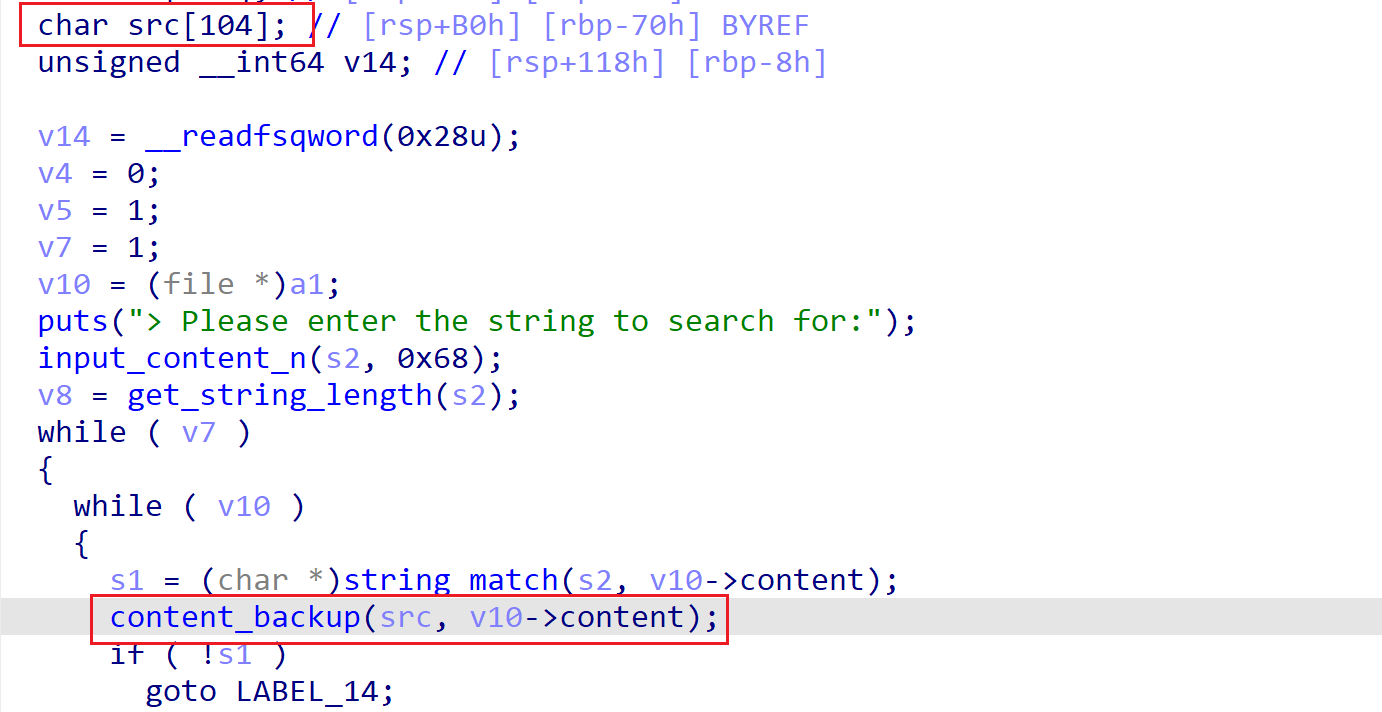 char src[104]; // [rsp+B0h] [rbp-70h] BYREF
unsigned __int64 v14; // [rsp+118h] [rbp-8h]
v14 = __readfsqword(0x28u);
v4 = 0;
v5 = 1;
v7 = 1;
v10 = (file *)a1;
puts("> Please enter the string to search for:");
input_content_n(s2, 0x68);
v8 = get_string_length(s2);
while ( v7 )
{
while ( v10 )
{
s1 = (char *)string_match(s2, v10->content);
content_backup(src, v10->content);
if ( !s1 )
goto LABEL_14;